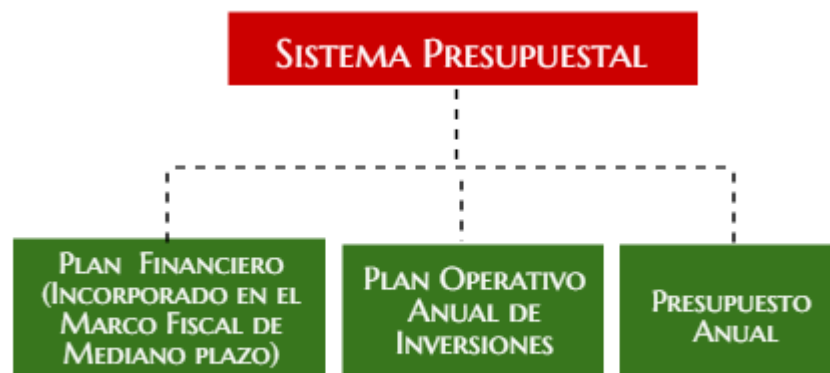 Sistema Presupuestal
Plan Financiero
(Incorporado en el
Marco Fiscal de
Mediano plazo)
Plan Operativo
Anual de
Inversiones
Presupuesto
Anual